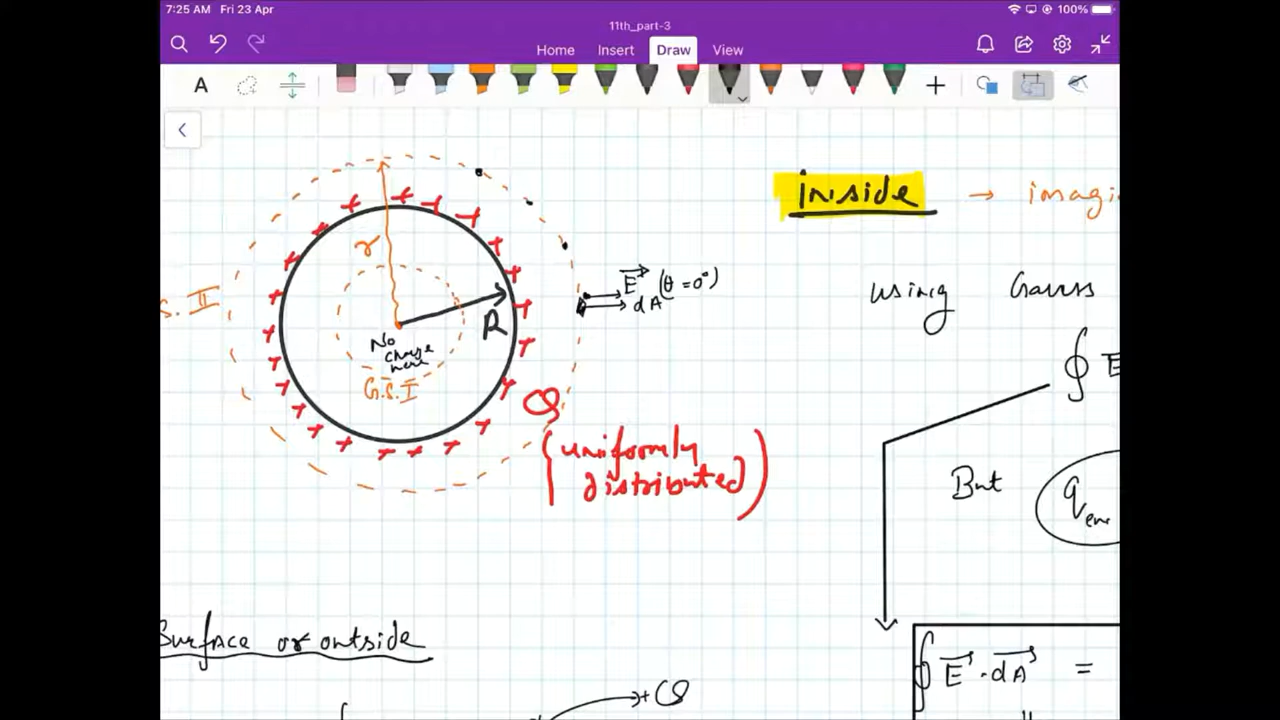 7:25 AM Fri 23 Apr
100%
11th_part-3
Home Insert Draw View
A
inside → imagi
r
R
No
charge
here
G.S.I
S. II
E (θ = 0°)
dA
using Gauss
∮ E
Q
(uniformly
distributed)
But q
Surface or outside
+Q
∮ E · dA =